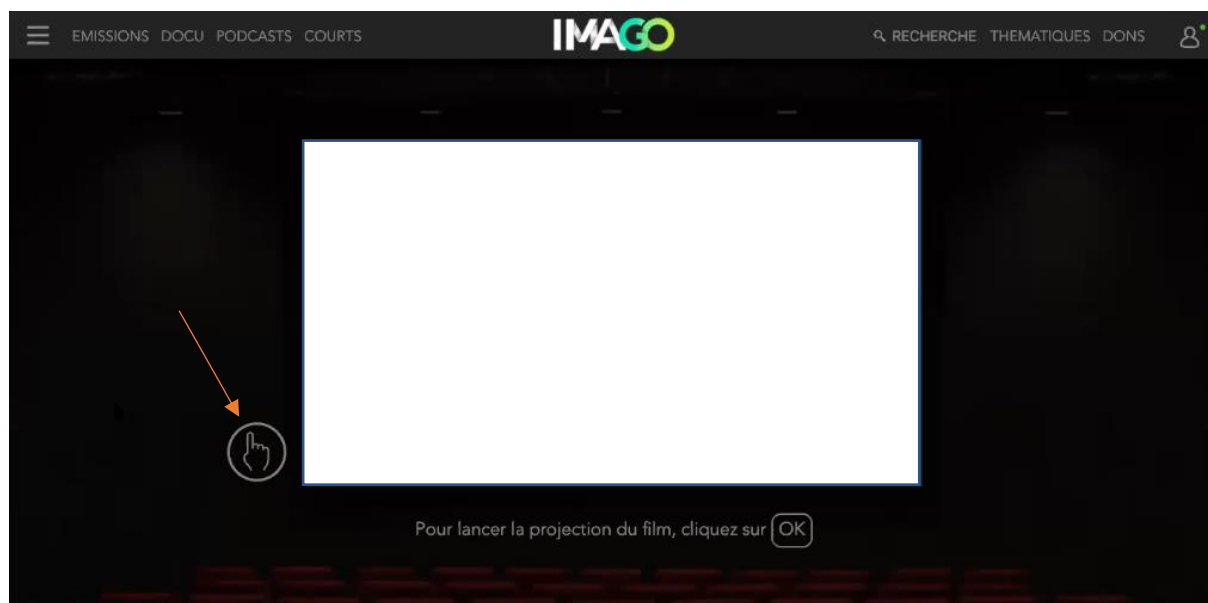 EMISSIONS DOCU PODCASTS COURTS IMAGO RECHERCHE THEMATIQUES DONS
Pour lancer la projection du film, cliquez sur OK